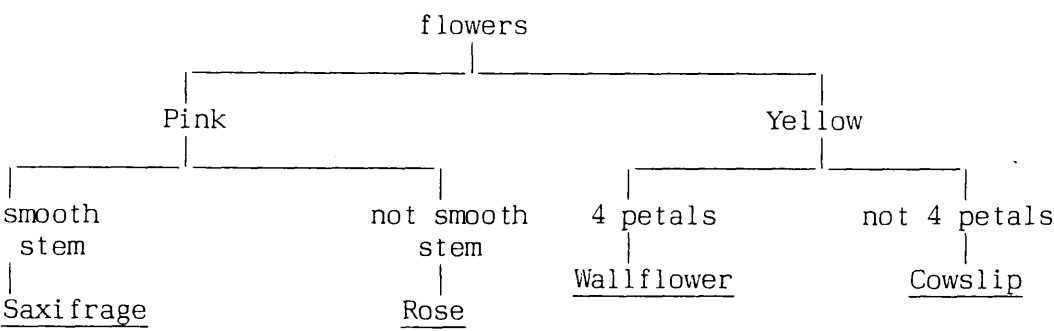 flowers
Pink
Yellow
smooth
stem
not smooth
stem
4 petals
not 4 petals
Wallflower
Cowslip
Saxifrage
Rose